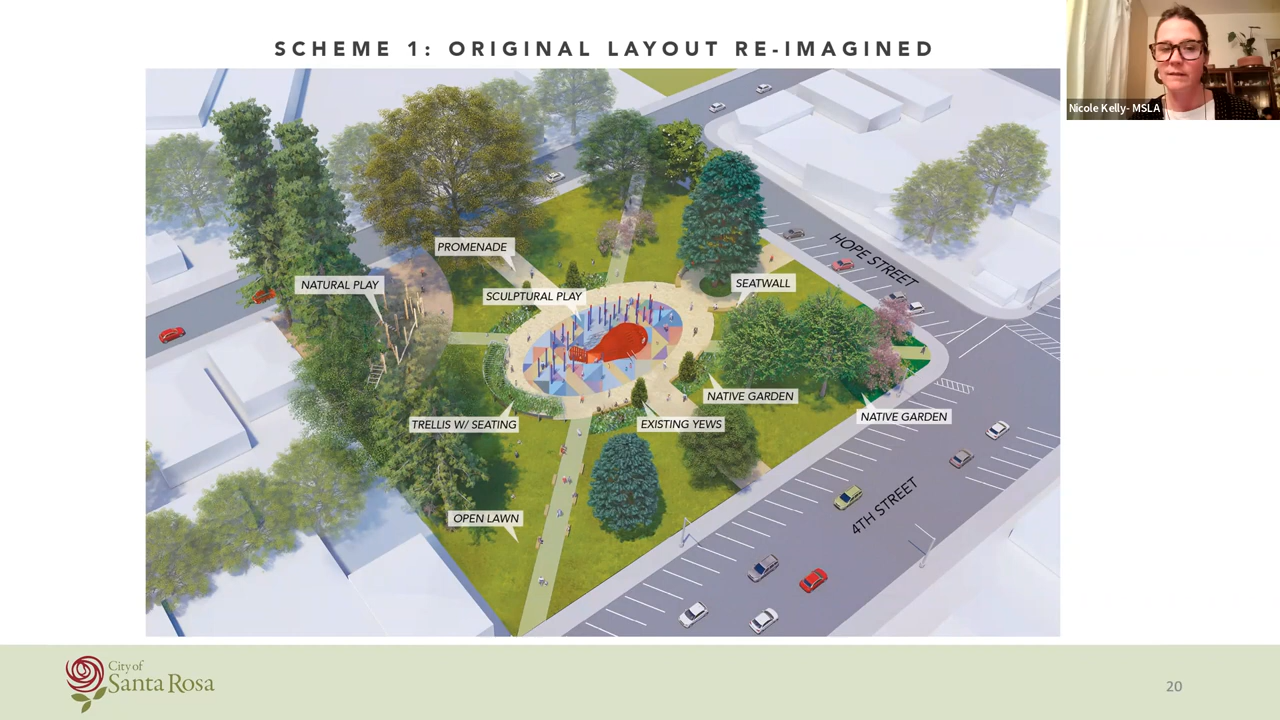 SCHEME 1: ORIGINAL LAYOUT RE-IMAGINED
Nicole Kelly- MSLA
HOPE STREET
PROMENADE
NATURAL PLAY
SEATWALL
SCULPTURAL PLAY
NATIVE GARDEN
NATIVE GARDEN
TRELLIS W/ SEATING
EXISTING YEWS
4TH STREET
OPEN LAWN
City of
Santa Rosa
20